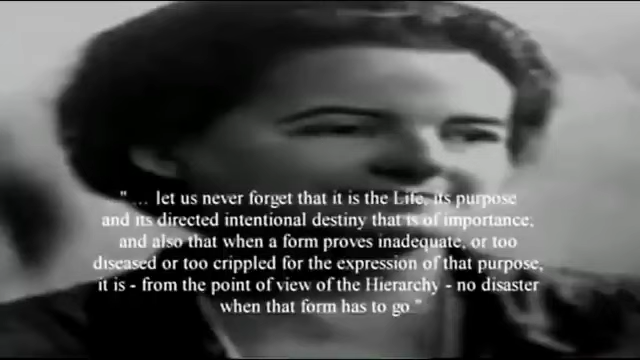 "... let us never forget that it is the Life, its purpose
and its directed intentional destiny that is of importance;
and also that when a form proves inadequate, or too
diseased or too crippled for the expression of that purpose,
it is - from the point of view of the Hierarchy - no disaster
when that form has to go."